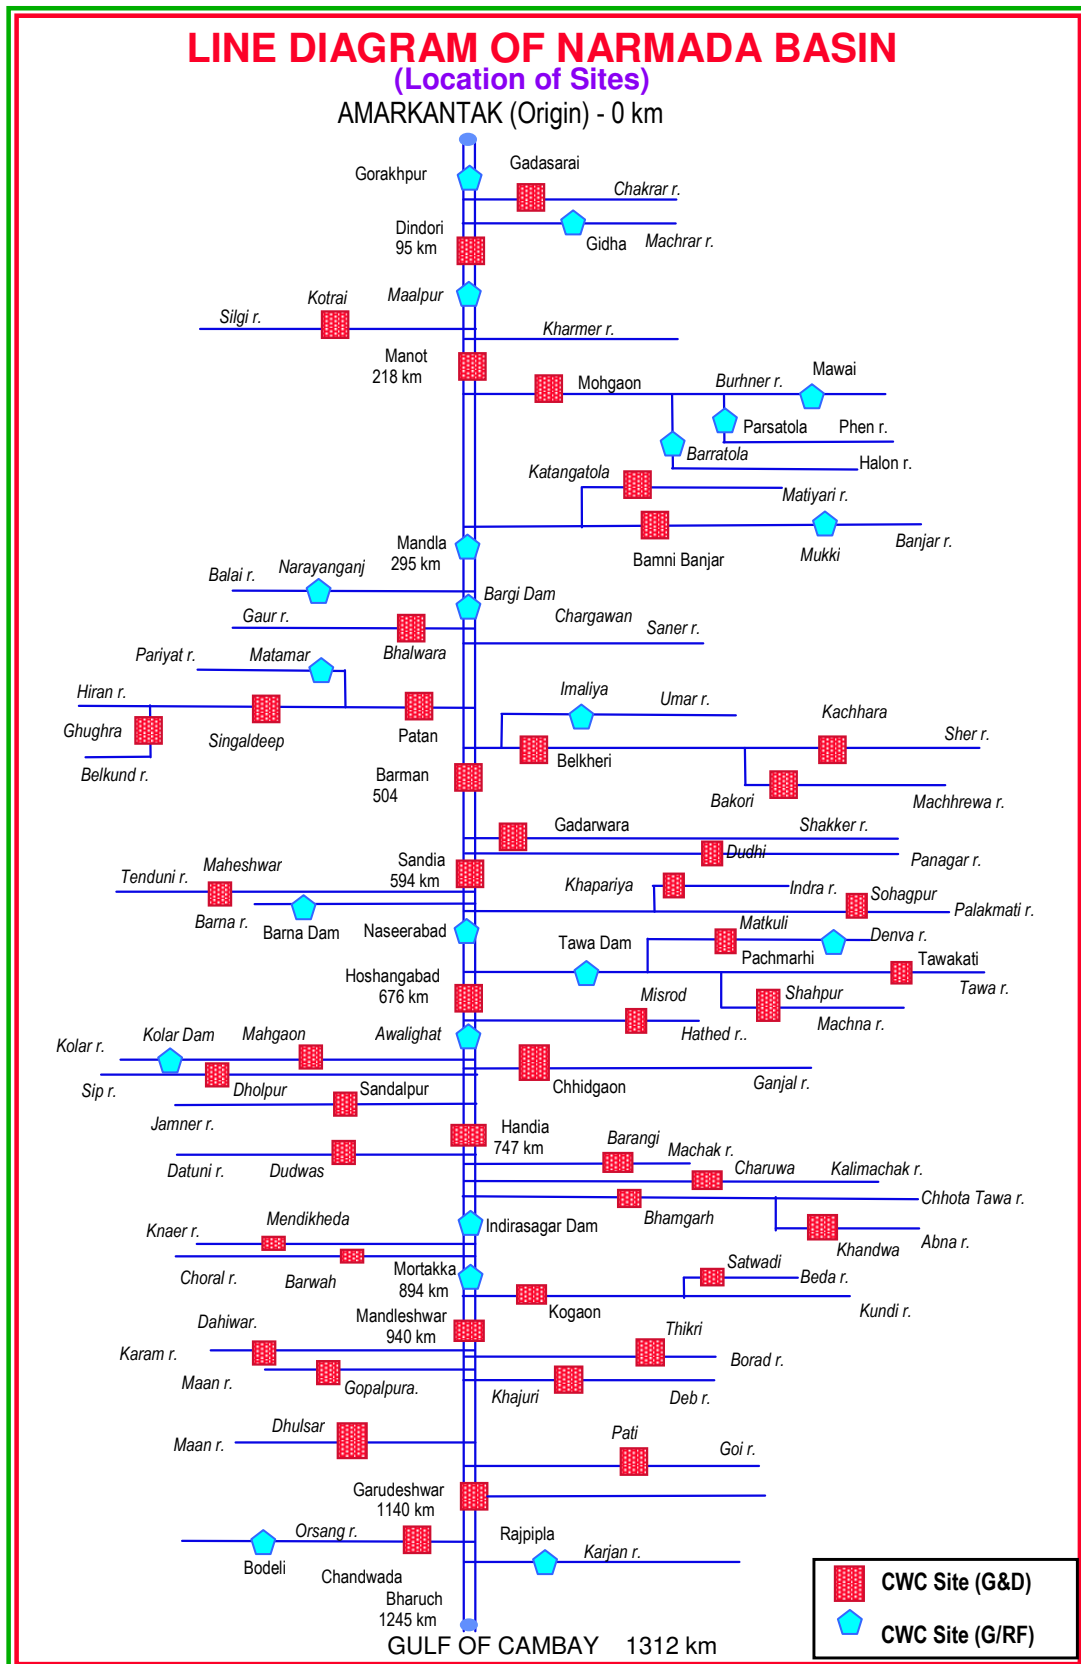 LINE DIAGRAM OF NARMADA BASIN
(Location of Sites)
AMARKANTAK (Origin) - 0 km
Gorakhpur
Gadasarai
Chakrar r.
Dindori
95 km
Gidha
Machrar r.
Maalpur
Kotrai
Silgi r.
Kharmer r.
Manot
218 km
Mohgaon
Burhner r.
Mawai
Parsatola
Phen r.
Barratola
Halon r.
Katangatola
Matiyari r.
Mandla
295 km
Bamni Banjar
Mukki
Banjar r.
Balai r.
Narayanganj
Bargi Dam
Gaur r.
Bhalwara
Chargawan
Saner r.
Pariyat r.
Matamar
Hiran r.
Ghughra
Singaldeep
Patan
Belkund r.
Imaliya
Umar r.
Kachhara
Sher r.
Belkheri
Barman
504
Bakori
Machhrewa r.
Gadarwara
Shakker r.
Dudhi
Panagar r.
Sandia
594 km
Tenduni r.
Maheshwar
Khapariya
Indra r.
Sohagpur
Palakmati r.
Barna r.
Barna Dam
Naseerabad
Tawa Dam
Matkuli
Denva r.
Pachmarhi
Tawakati
Tawa r.
Hoshangabad
676 km
Misrod
Shahpur
Hathed r..
Machna r.
Kolar r.
Kolar Dam
Mahgaon
Awalighat
Sip r.
Dholpur
Sandalpur
Chhidgaon
Ganjal r.
Jamner r.
Handia
747 km
Datuni r.
Dudwas
Barangi
Machak r.
Charuwa
Kalimachak r.
Bhamgarh
Chhota Tawa r.
Khandwa
Abna r.
Indirasagar Dam
Knaer r.
Mendikheda
Choral r.
Barwah
Mortakka
894 km
Satwadi
Beda r.
Kogaon
Kundi r.
Mandleshwar
940 km
Dahiwar.
Karam r.
Thikri
Borad r.
Maan r.
Gopalpura.
Khajuri
Deb r.
Dhulsar
Maan r.
Pati
Goi r.
Garudeshwar
1140 km
Orsang r.
Bodeli
Chandwada
Rajpipla
Karjan r.
Bharuch
1245 km
GULF OF CAMBAY 1312 km
CWC Site (G&D)
CWC Site (G/RF)